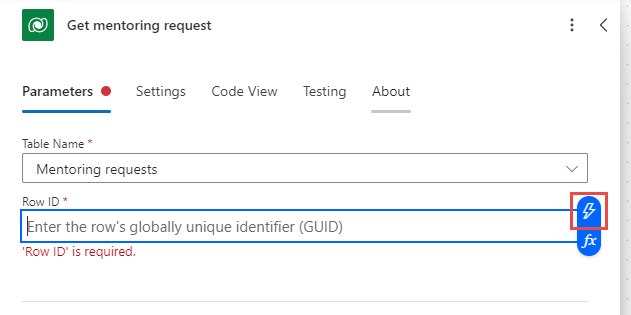 Get mentoring request
Parameters Settings Code View Testing About
Table Name *
Mentoring requests
Row ID *
Enter the row's globally unique identifier (GUID)
'Row ID' is required.
fx